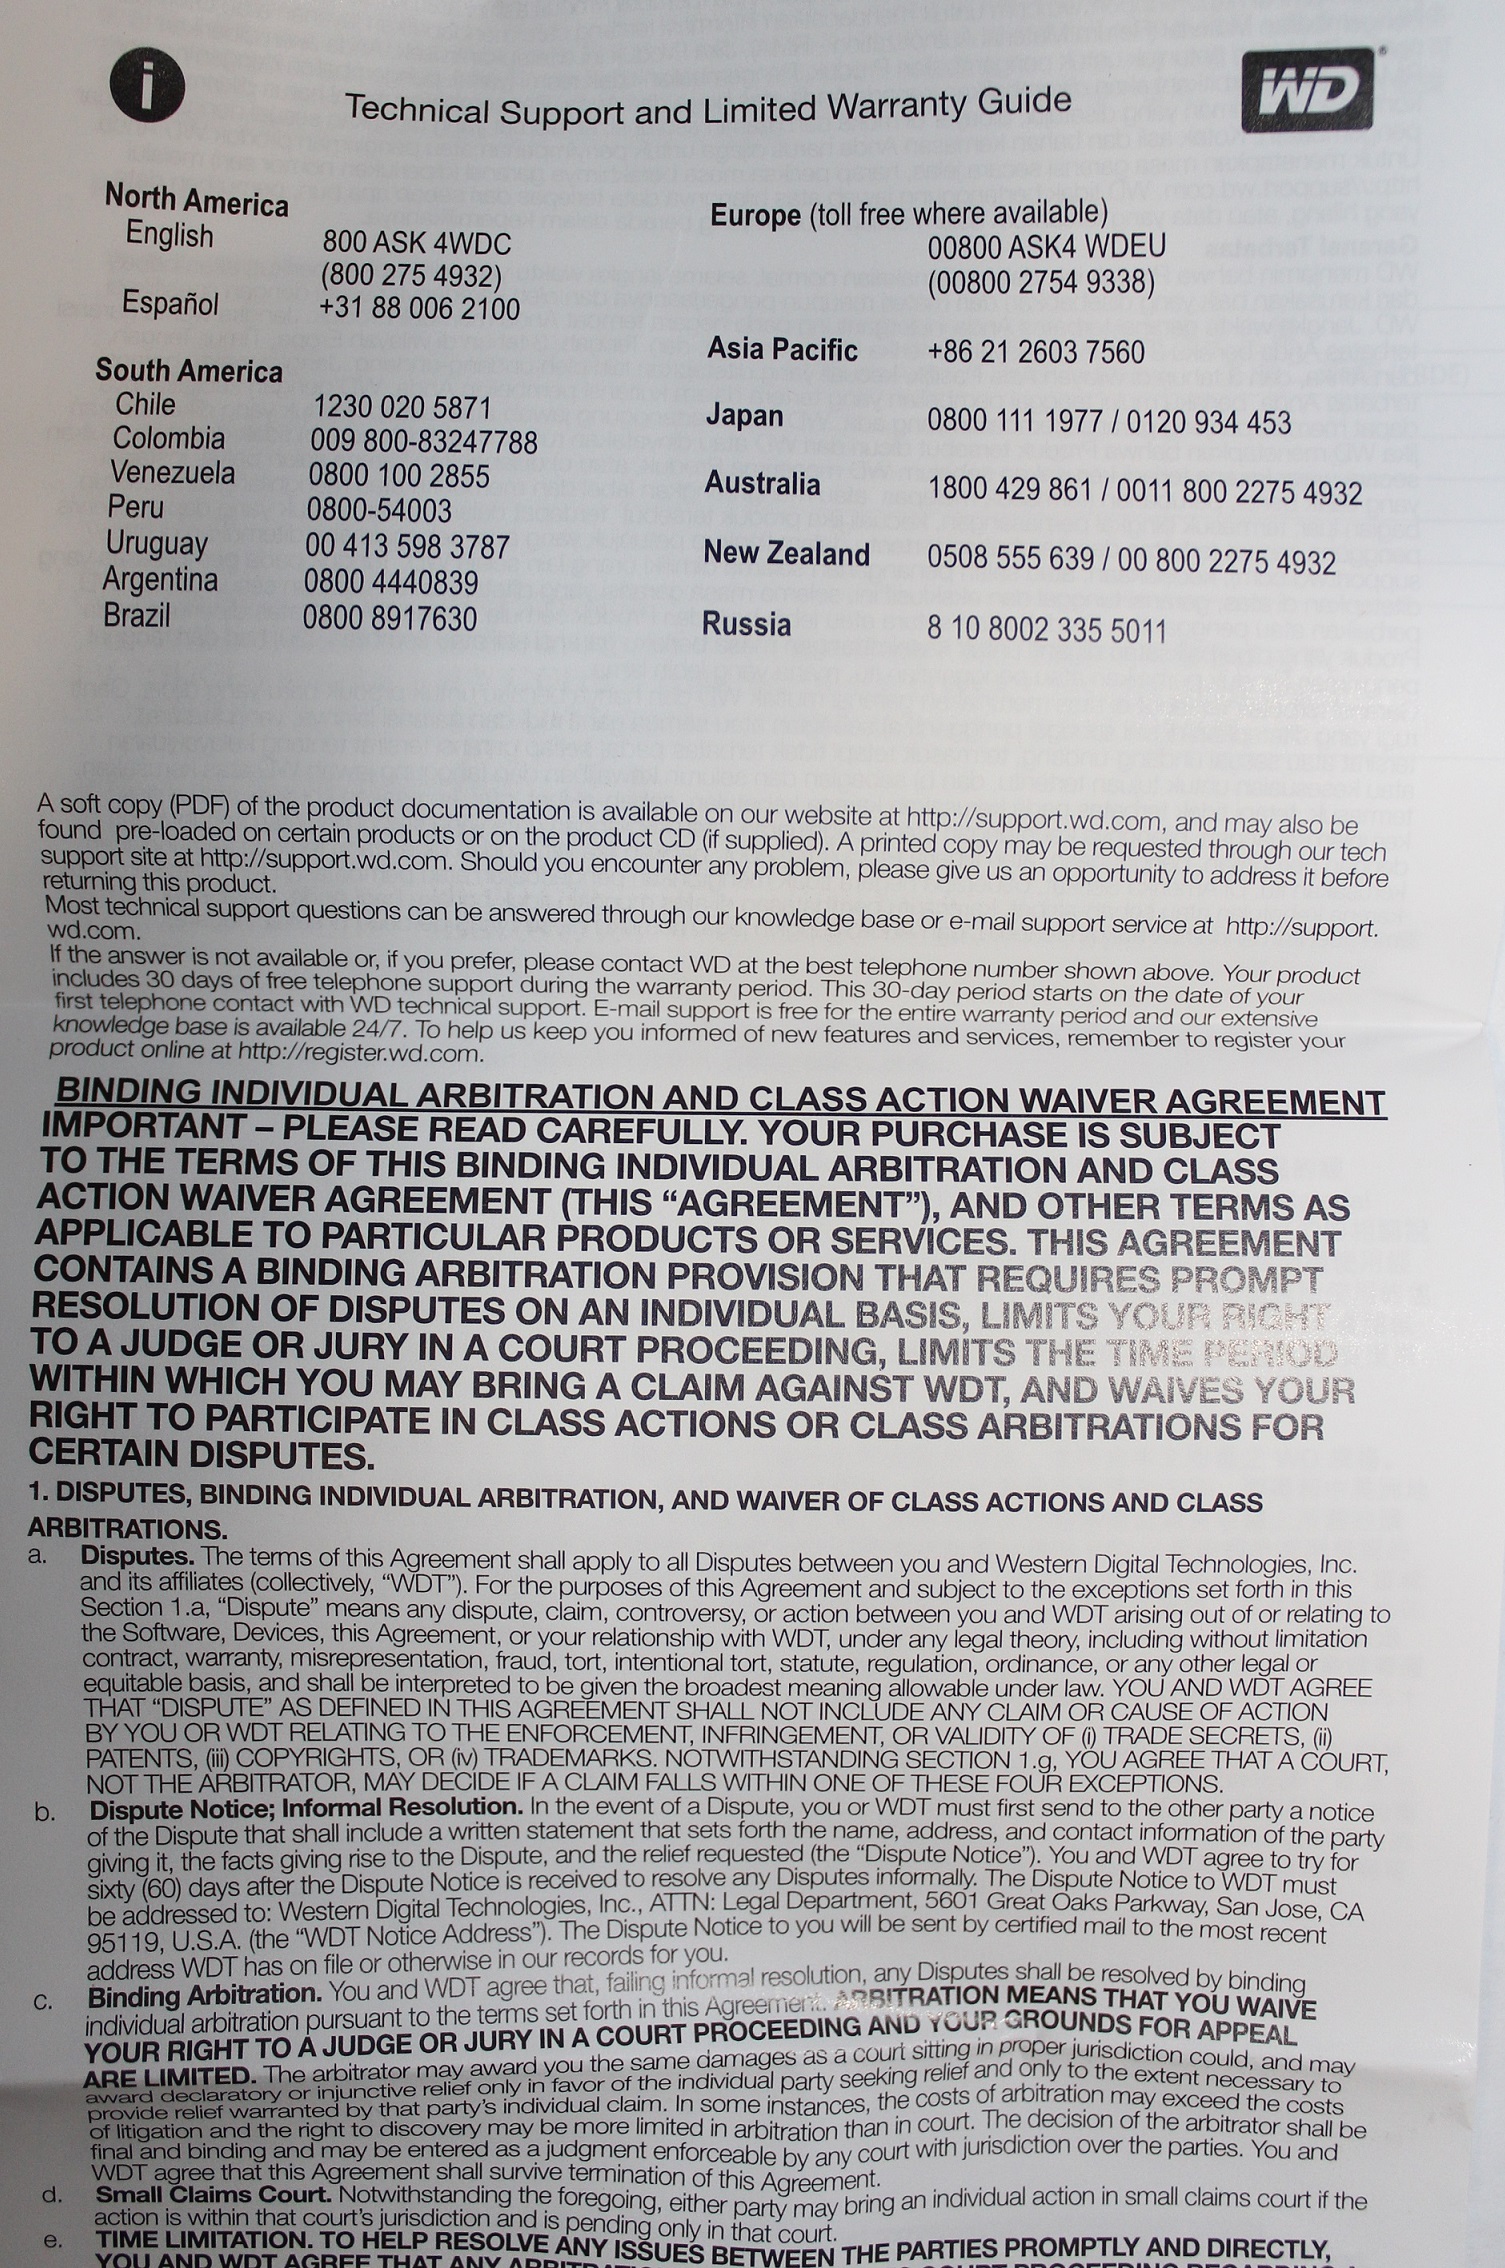 i
Technical Support and Limited Warranty Guide
WD®
North America
English 800 ASK 4WDC
(800 275 4932)
Español +31 88 006 2100
South America
Chile 1230 020 5871
Colombia 009 800-83247788
Venezuela 0800 100 2855
Peru 0800-54003
Uruguay 00 413 598 3787
Argentina 0800 4440839
Brazil 0800 8917630
Europe (toll free where available)
00800 ASK4 WDEU
(00800 2754 9338)
Asia Pacific +86 21 2603 7560
Japan 0800 111 1977 / 0120 934 453
Australia 1800 429 861 / 0011 800 2275 4932
New Zealand 0508 555 639 / 00 800 2275 4932
Russia 8 10 8002 335 5011
A soft copy (PDF) of the product documentation is available on our website at http://support.wd.com, and may also be
found pre-loaded on certain products or on the product CD (if supplied). A printed copy may be requested through our tech
support site at http://support.wd.com. Should you encounter any problem, please give us an opportunity to address it before
returning this product.
Most technical support questions can be answered through our knowledge base or e-mail support service at http://support.
wd.com.
If the answer is not available or, if you prefer, please contact WD at the best telephone number shown above. Your product
includes 30 days of free telephone support during the warranty period. This 30-day period starts on the date of your
first telephone contact with WD technical support. E-mail support is free for the entire warranty period and our extensive
knowledge base is available 24/7. To help us keep you informed of new features and services, remember to register your
product online at http://register.wd.com.
BINDING INDIVIDUAL ARBITRATION AND CLASS ACTION WAIVER AGREEMENT
IMPORTANT – PLEASE READ CAREFULLY. YOUR PURCHASE IS SUBJECT
TO THE TERMS OF THIS BINDING INDIVIDUAL ARBITRATION AND CLASS
ACTION WAIVER AGREEMENT (THIS “AGREEMENT”), AND OTHER TERMS AS
APPLICABLE TO PARTICULAR PRODUCTS OR SERVICES. THIS AGREEMENT
CONTAINS A BINDING ARBITRATION PROVISION THAT REQUIRES PROMPT
RESOLUTION OF DISPUTES ON AN INDIVIDUAL BASIS, LIMITS YOUR RIGHT
TO A JUDGE OR JURY IN A COURT PROCEEDING, LIMITS THE TIME PERIOD
WITHIN WHICH YOU MAY BRING A CLAIM AGAINST WDT, AND WAIVES YOUR
RIGHT TO PARTICIPATE IN CLASS ACTIONS OR CLASS ARBITRATIONS FOR
CERTAIN DISPUTES.
1. DISPUTES, BINDING INDIVIDUAL ARBITRATION, AND WAIVER OF CLASS ACTIONS AND CLASS
ARBITRATIONS.
a. Disputes. The terms of this Agreement shall apply to all Disputes between you and Western Digital Technologies, Inc.
and its affiliates (collectively, “WDT”). For the purposes of this Agreement and subject to the exceptions set forth in this
Section 1.a, “Dispute” means any dispute, claim, controversy, or action between you and WDT arising out of or relating to
the Software, Devices, this Agreement, or your relationship with WDT, under any legal theory, including without limitation
contract, warranty, misrepresentation, fraud, tort, intentional tort, statute, regulation, ordinance, or any other legal or
equitable basis, and shall be interpreted to be given the broadest meaning allowable under law. YOU AND WDT AGREE
THAT “DISPUTE” AS DEFINED IN THIS AGREEMENT SHALL NOT INCLUDE ANY CLAIM OR CAUSE OF ACTION
BY YOU OR WDT RELATING TO THE ENFORCEMENT, INFRINGEMENT, OR VALIDITY OF (i) TRADE SECRETS, (ii)
PATENTS, (iii) COPYRIGHTS, OR (iv) TRADEMARKS. NOTWITHSTANDING SECTION 1.g, YOU AGREE THAT A COURT,
NOT THE ARBITRATOR, MAY DECIDE IF A CLAIM FALLS WITHIN ONE OF THESE FOUR EXCEPTIONS.
b. Dispute Notice; Informal Resolution. In the event of a Dispute, you or WDT must first send to the other party a notice
of the Dispute that shall include a written statement that sets forth the name, address, and contact information of the party
giving it, the facts giving rise to the Dispute, and the relief requested (the “Dispute Notice”). You and WDT agree to try for
sixty (60) days after the Dispute Notice is received to resolve any Disputes informally. The Dispute Notice to WDT must
be addressed to: Western Digital Technologies, Inc., ATTN: Legal Department, 5601 Great Oaks Parkway, San Jose, CA
95119, U.S.A. (the “WDT Notice Address”). The Dispute Notice to you will be sent by certified mail to the most recent
address WDT has on file or otherwise in our records for you.
c. Binding Arbitration. You and WDT agree that, failing informal resolution, any Disputes shall be resolved by binding
individual arbitration pursuant to the terms set forth in this Agreement. ARBITRATION MEANS THAT YOU WAIVE
YOUR RIGHT TO A JUDGE OR JURY IN A COURT PROCEEDING AND YOUR GROUNDS FOR APPEAL
ARE LIMITED. The arbitrator may award you the same damages as a court sitting in proper jurisdiction could, and may
award declaratory or injunctive relief only in favor of the individual party seeking relief and only to the extent necessary to
provide relief warranted by that party’s individual claim. In some instances, the costs of arbitration may exceed the costs
of litigation and the right to discovery may be more limited in arbitration than in court. The decision of the arbitrator shall be
final and binding and may be entered as a judgment enforceable by any court with jurisdiction over the parties. You and
WDT agree that this Agreement shall survive termination of this Agreement.
d. Small Claims Court. Notwithstanding the foregoing, either party may bring an individual action in small claims court if the
action is within that court’s jurisdiction and is pending only in that court.
e. TIME LIMITATION. TO HELP RESOLVE ANY ISSUES BETWEEN THE PARTIES PROMPTLY AND DIRECTLY,
YOU AND WDT AGREE THAT ANY